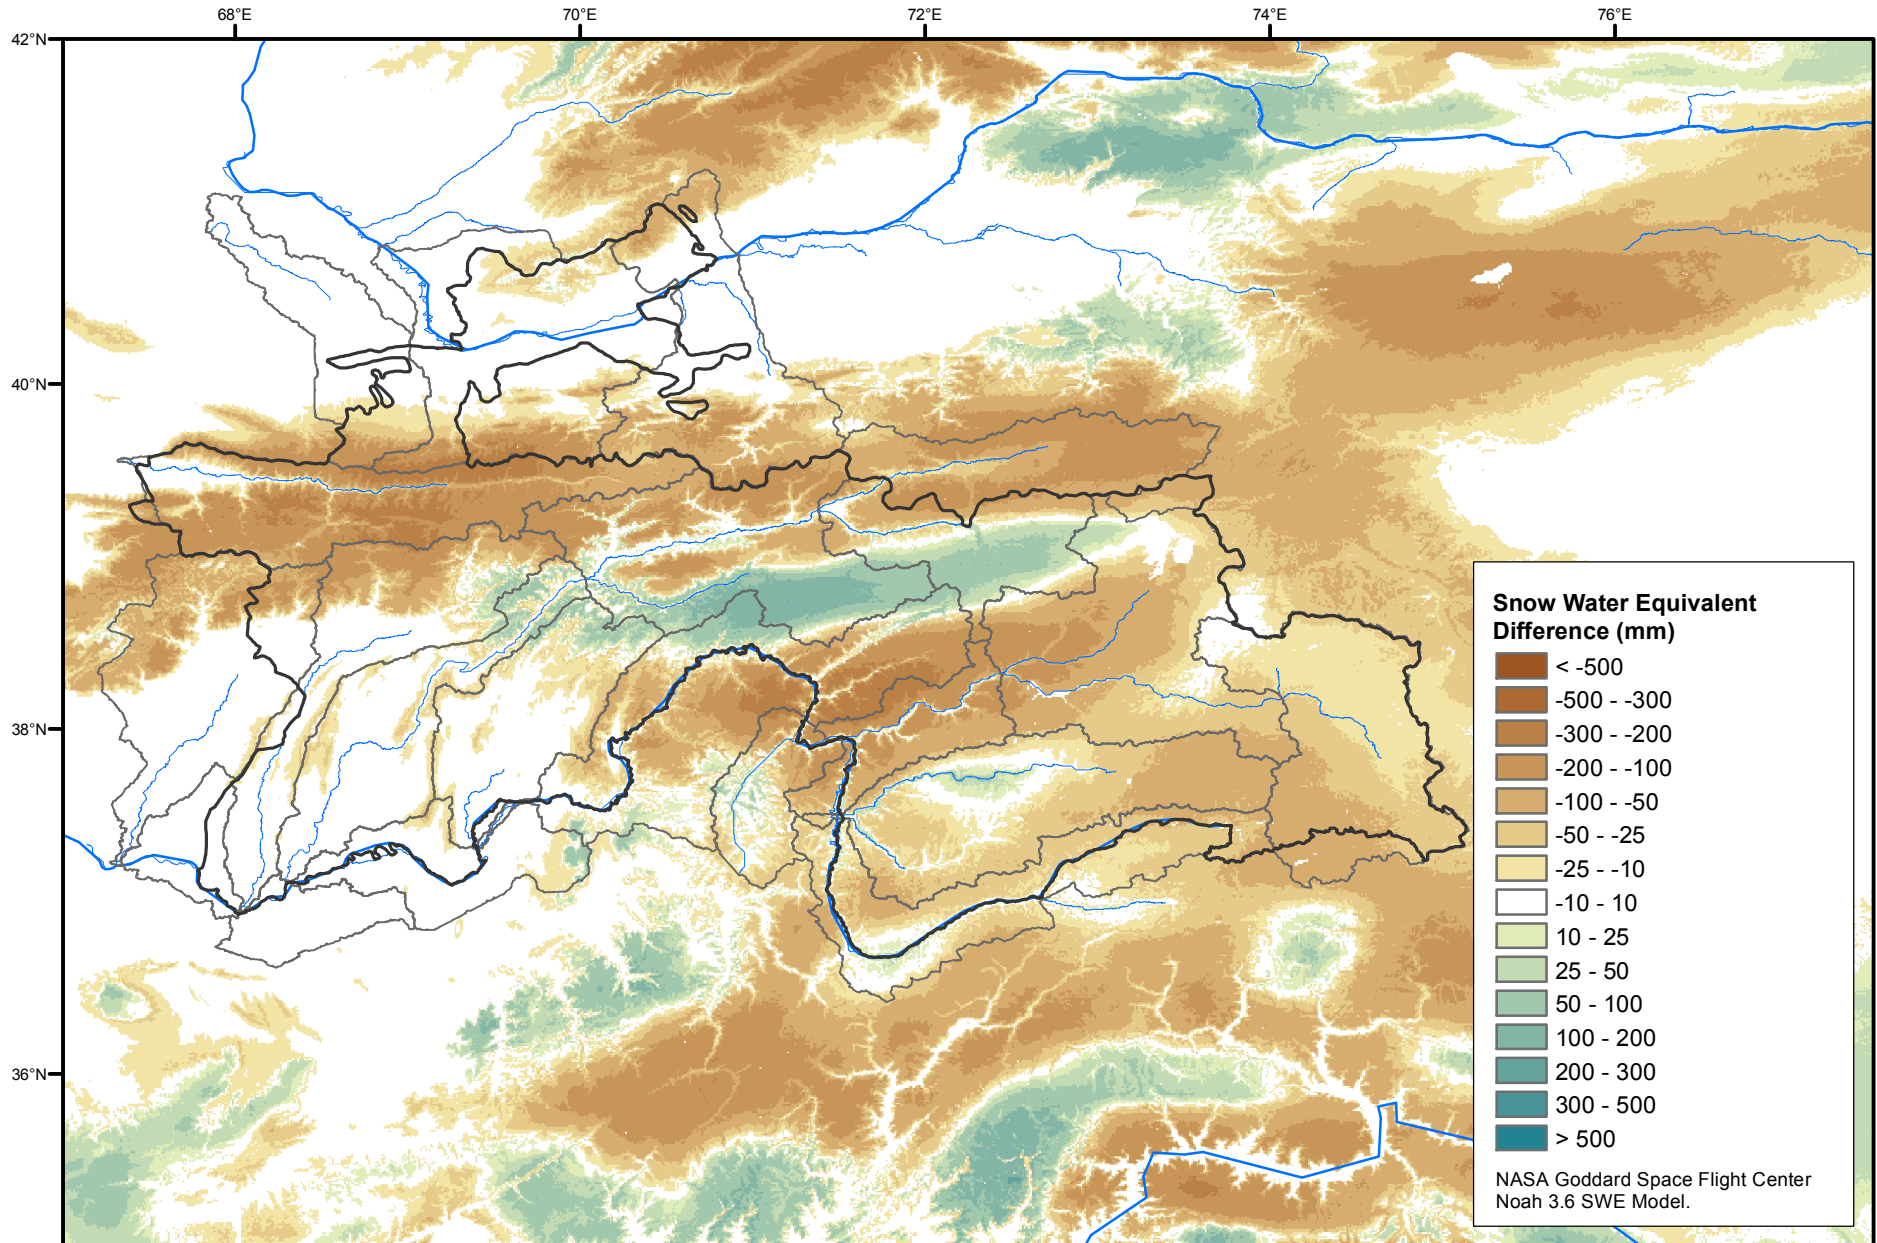 68°E
70°E
72°E
74°E
76°E
42°N
40°N
38°N
36°N
Snow Water Equivalent
Difference (mm)
< -500
-500 - -300
-300 - -200
-200 - -100
-100 - -50
-50 - -25
-25 - -10
-10 - 10
10 - 25
25 - 50
50 - 100
100 - 200
200 - 300
300 - 500
> 500
NASA Goddard Space Flight Center
Noah 3.6 SWE Model.